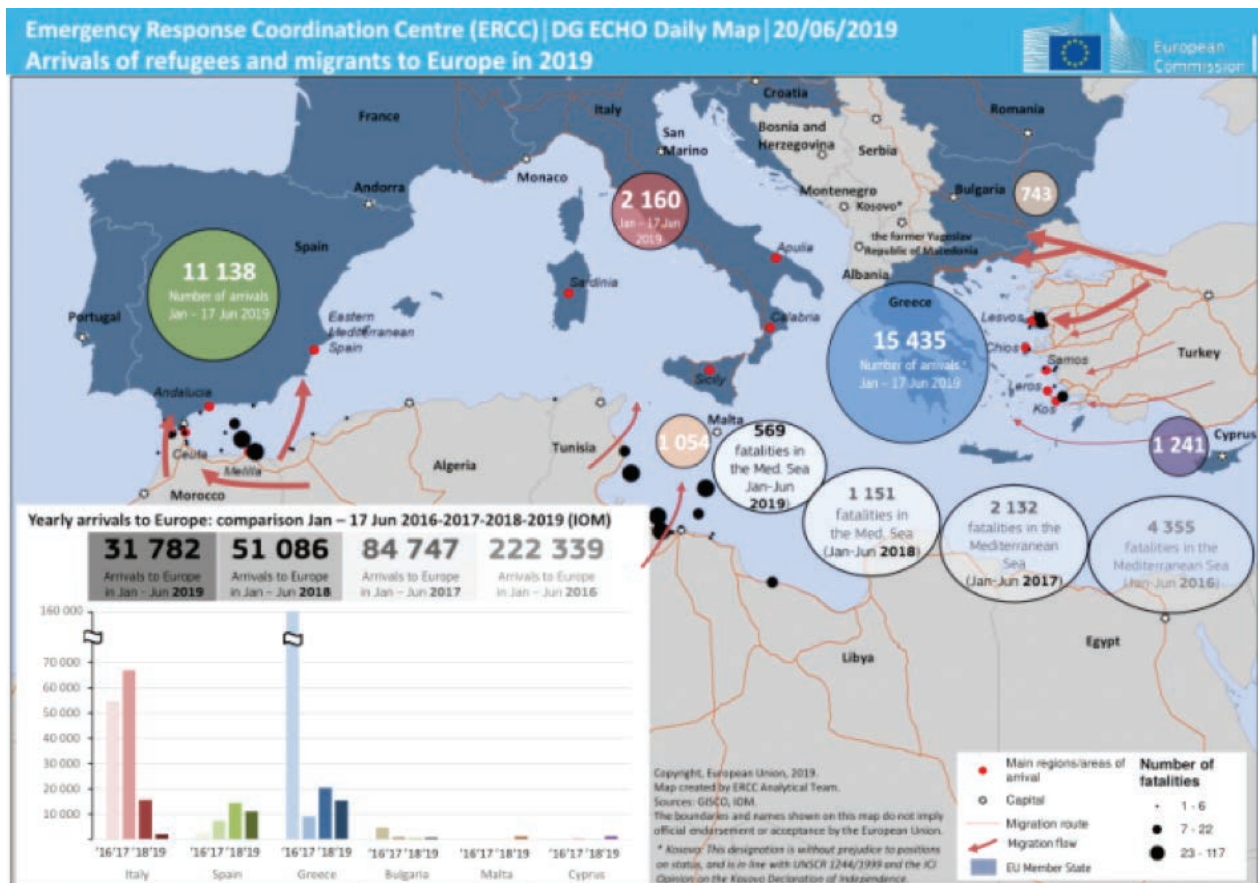 Emergency Response Coordination Centre (ERCC) | DG ECHO Daily Map | 20/06/2019
Arrivals of refugees and migrants to Europe in 2019
European
Commission
France
Italy
Croatia
Romania
San
Marino
Bosnia and
Herzegovina
Serbia
Monaco
Andorra
Montenegro
Kosovo*
Bulgaria
743
2 160
Jan – 17 Jun
2019
the former Yugoslav
Republic of Macedonia
Spain
Apulia
Albania
11 138
Number of arrivals
Jan – 17 Jun 2019
Sardinia
Greece
Portugal
Eastern
Mediterranean
Spain
Calabria
Lesvos
15 435
Number of arrivals
Jan – 17 Jun 2019
Chios
Samos
Turkey
Sicily
Andalucia
Leros
Kos
Malta
Ceuta
Melilla
Morocco
Algeria
Tunisia
1 054
569
fatalities in
the Med. Sea
Jan-Jun
2019)
1 241
Cyprus
1 151
fatalities in
the Med. Sea
(Jan-Jun 2018)
2 132
fatalities in the
Mediterranean
Sea
(Jan-Jun 2017)
4 355
fatalities in the
Mediterranean Sea
(Jan-Jun 2016)
Egypt
Libya
Yearly arrivals to Europe: comparison Jan – 17 Jun 2016-2017-2018-2019 (IOM)
31 782
Arrivals to Europe
in Jan – Jun 2019
51 086
Arrivals to Europe
in Jan – Jun 2018
84 747
Arrivals to Europe
in Jan – Jun 2017
222 339
Arrivals to Europe
in Jan – Jun 2016
160 000
70 000
60 000
50 000
40 000
30 000
20 000
10 000
'16'17 '18'19
Italy
'16'17 '18'19
Spain
'16'17 '18'19
Greece
'16'17'18'19
Bulgaria
'16'17'18'19
Malta
'16'17 '18'19
Cyprus
Copyright, European Union, 2019.
Map created by ERCC Analytical Team.
Sources: GISCO, IOM.
The boundaries and names shown on this map do not imply
official endorsement or acceptance by the European Union.
* Kosovo: This designation is without prejudice to positions
on status, and is in line with UNSCR 1244/1999 and the ICJ
Opinion on the Kosovo Declaration of Independence.
Main regions/areas of
arrival
Capital
Migration route
Migration flow
EU Member State
Number of
fatalities
1 - 6
7 - 22
23 - 117